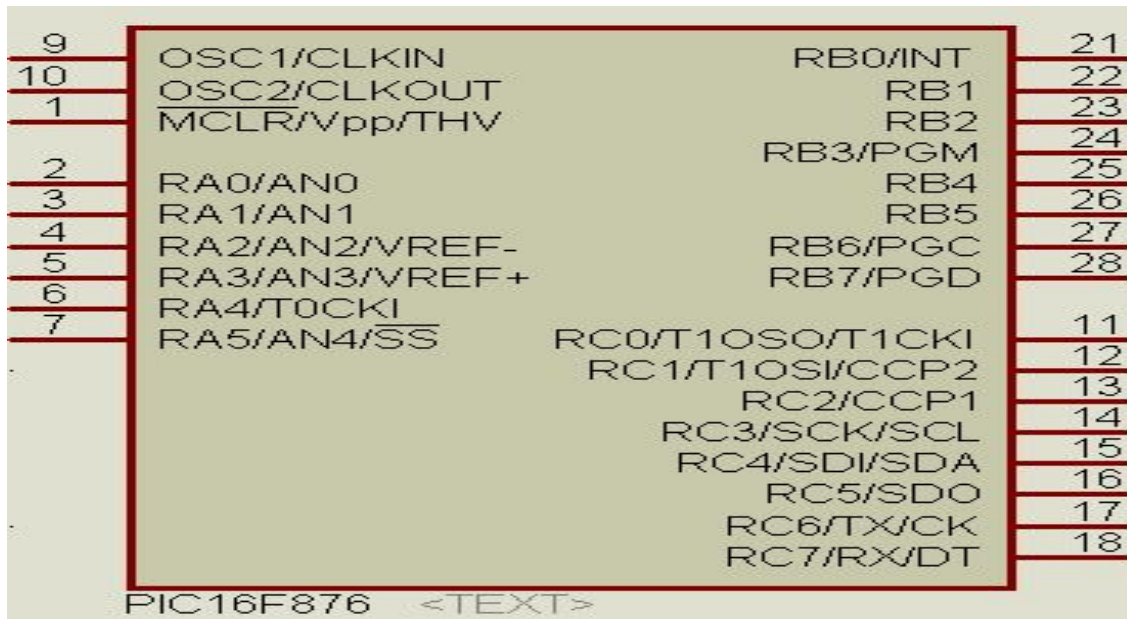 9 OSC1/CLKIN RB0/INT 21
10 OSC2/CLKOUT RB1 22
1 MCLR/Vpp/THV RB2 23
RB3/PGM 24
2 RA0/AN0 RB4 25
3 RA1/AN1 RB5 26
4 RA2/AN2/VREF- RB6/PGC 27
5 RA3/AN3/VREF+ RB7/PGD 28
6 RA4/T0CKI
7 RA5/AN4/SS RC0/T1OSO/T1CKI 11
RC1/T1OSI/CCP2 12
RC2/CCP1 13
RC3/SCK/SCL 14
RC4/SDI/SDA 15
RC5/SDO 16
RC6/TX/CK 17
RC7/RX/DT 18
PIC16F876 <TEXT>